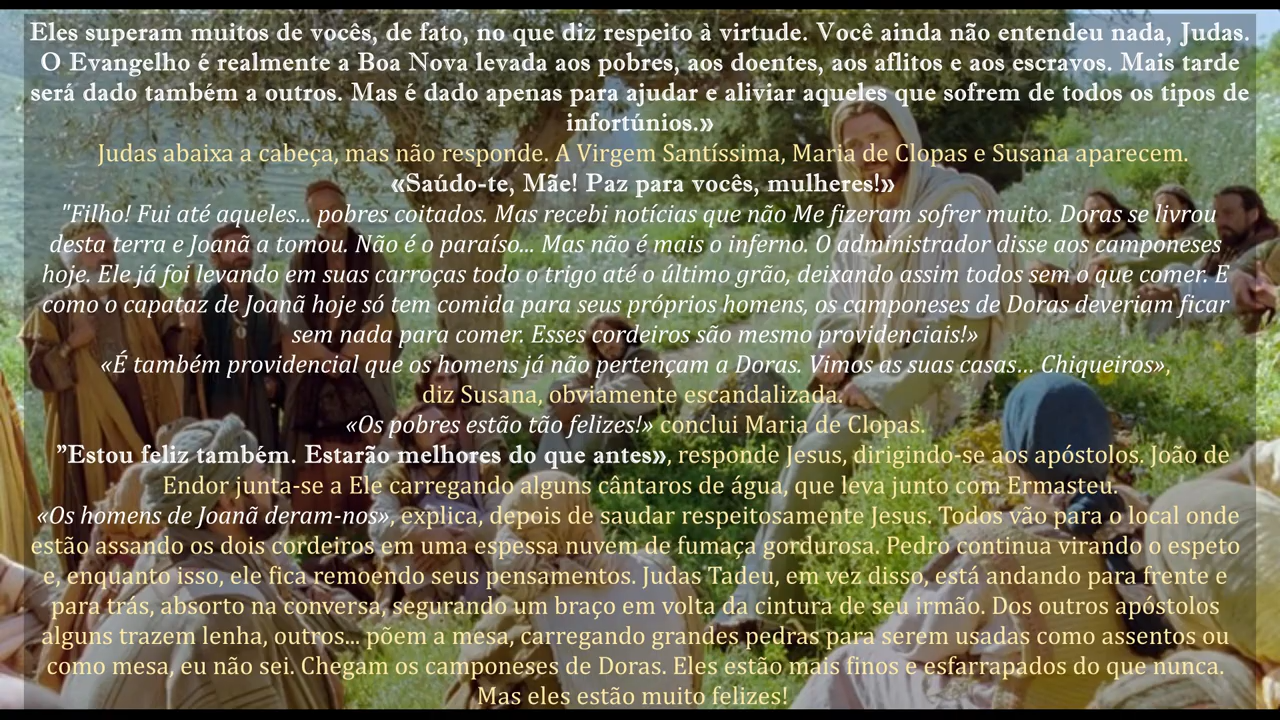 Eles superam muitos de vocês, de fato, no que diz respeito à virtude. Você ainda não entendeu nada, Judas.
O Evangelho é realmente a Boa Nova levada aos pobres, aos doentes, aos aflitos e aos escravos. Mais tarde
será dado também a outros. Mas é dado apenas para ajudar e aliviar aqueles que sofrem de todos os tipos de
infortúnios.»
Judas abaixa a cabeça, mas não responde. A Virgem Santíssima, Maria de Clopas e Susana aparecem.
«Saúdo-te, Mãe! Paz para vocês, mulheres!»
"Filho! Fui até aqueles... pobres coitados. Mas recebi notícias que não Me fizeram sofrer muito. Doras se livrou
desta terra e Joanã a tomou. Não é o paraíso... Mas não é mais o inferno. O administrador disse aos camponeses
hoje. Ele já foi levando em suas carroças todo o trigo até o último grão, deixando assim todos sem o que comer. E
como o capataz de Joanã hoje só tem comida para seus próprios homens, os camponeses de Doras deveriam ficar
sem nada para comer. Esses cordeiros são mesmo providenciais!»
«É também providencial que os homens já não pertençam a Doras. Vimos as suas casas... Chiqueiros»,
diz Susana, obviamente escandalizada.
«Os pobres estão tão felizes!» conclui Maria de Clopas.
”Estou feliz também. Estarão melhores do que antes», responde Jesus, dirigindo-se aos apóstolos. João de
Endor junta-se a Ele carregando alguns cântaros de água, que leva junto com Ermasteu.
«Os homens de Joanã deram-nos», explica, depois de saudar respeitosamente Jesus. Todos vão para o local onde
estão assando os dois cordeiros em uma espessa nuvem de fumaça gordurosa. Pedro continua virando o espeto
e, enquanto isso, ele fica remoendo seus pensamentos. Judas Tadeu, em vez disso, está andando para frente e
para trás, absorto na conversa, segurando um braço em volta da cintura de seu irmão. Dos outros apóstolos
alguns trazem lenha, outros... põem a mesa, carregando grandes pedras para serem usadas como assentos ou
como mesa, eu não sei. Chegam os camponeses de Doras. Eles estão mais finos e esfarrapados do que nunca.
Mas eles estão muito felizes!